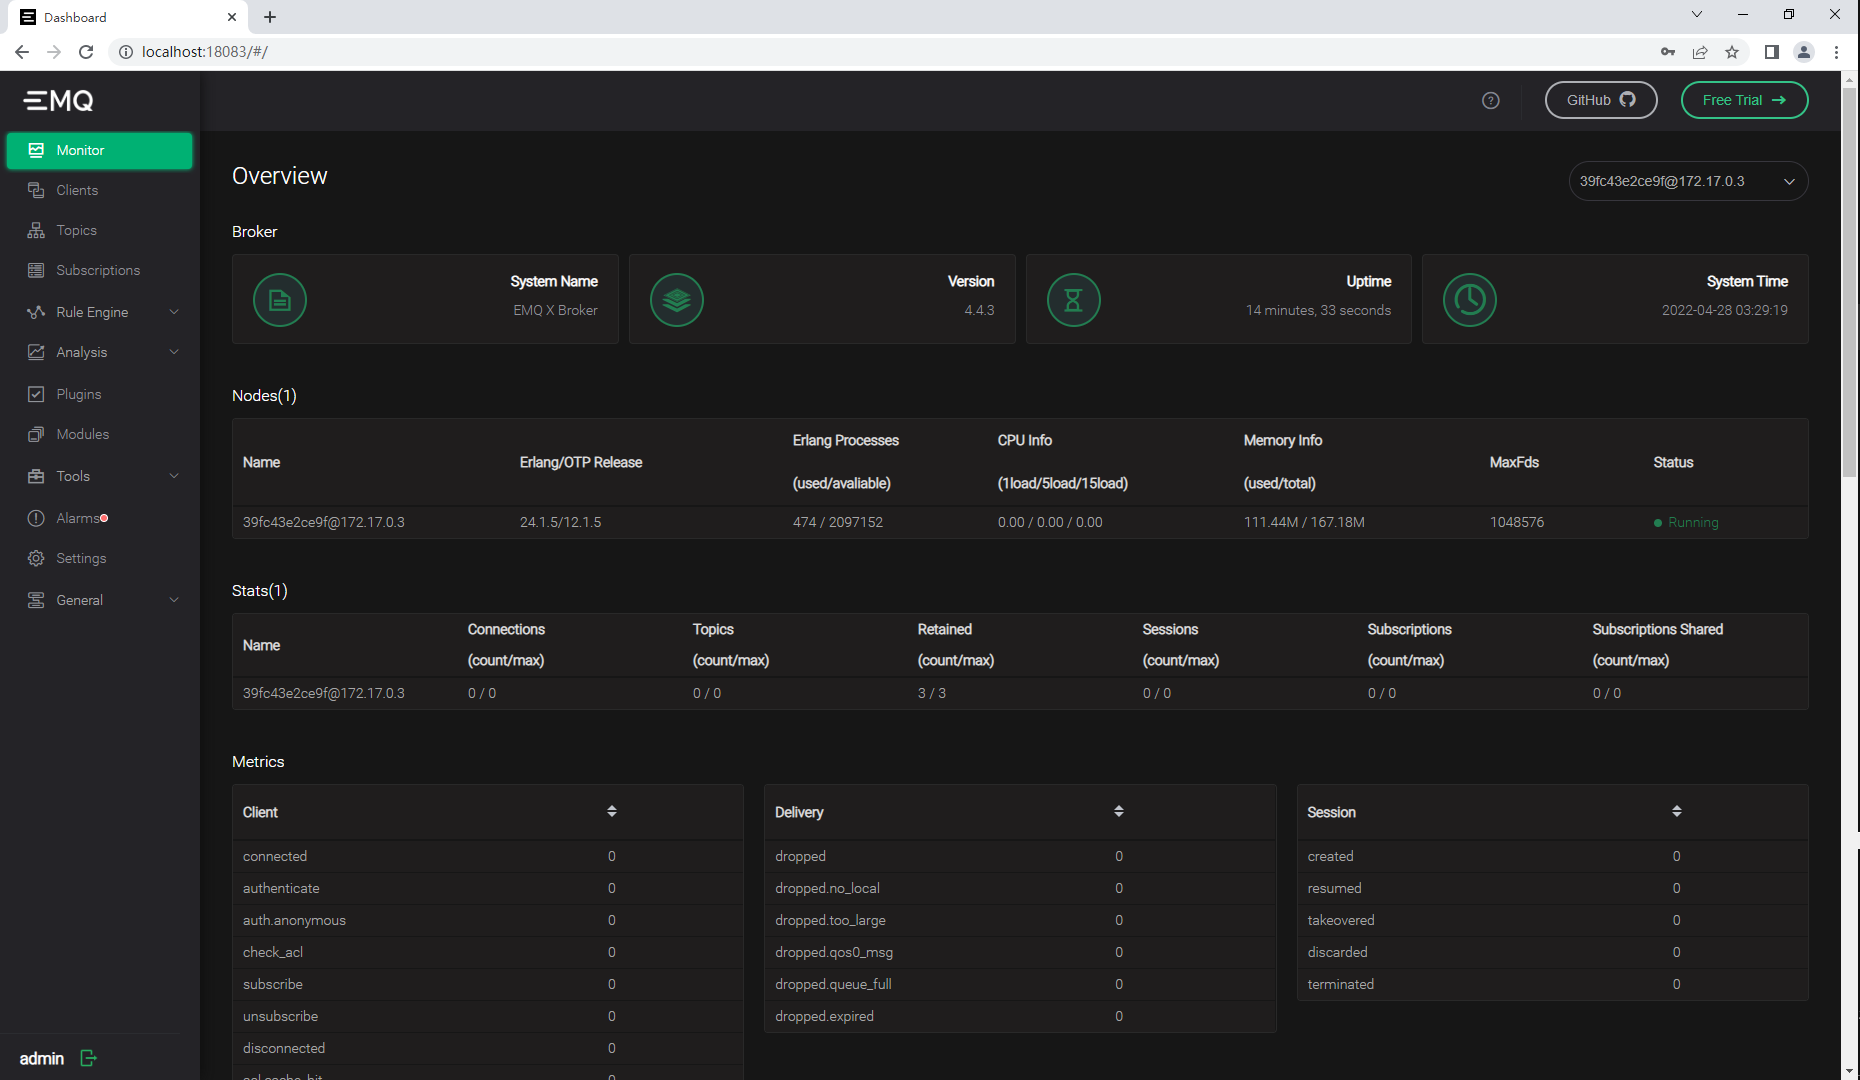 Dashboard
localhost:18083/#/
EMQ
GitHub
Free Trial
Monitor
Clients
Topics
Subscriptions
Rule Engine
Analysis
Plugins
Modules
Tools
Alarms
Settings
General
admin
Overview
39fc43e2ce9f@172.17.0.3
Broker
System Name
EMQ X Broker
Version
4.4.3
Uptime
14 minutes, 33 seconds
System Time
2022-04-28 03:29:19
Nodes(1)
Name Erlang/OTP Release Erlang Processes (used/avaliable) CPU Info (1load/5load/15load) Memory Info (used/total) MaxFds Status
39fc43e2ce9f@172.17.0.3 24.1.5/12.1.5 474 / 2097152 0.00 / 0.00 / 0.00 111.44M / 167.18M 1048576 Running
Stats(1)
Name Connections (count/max) Topics (count/max) Retained (count/max) Sessions (count/max) Subscriptions (count/max) Subscriptions Shared (count/max)
39fc43e2ce9f@172.17.0.3 0 / 0 0 / 0 3 / 3 0 / 0 0 / 0 0 / 0
Metrics
Client
connected 0
authenticate 0
auth.anonymous 0
check_acl 0
subscribe 0
unsubscribe 0
disconnected 0
Delivery
dropped 0
dropped.no_local 0
dropped.too_large 0
dropped.qos0_msg 0
dropped.queue_full 0
dropped.expired 0
Session
created 0
resumed 0
takeovered 0
discarded 0
terminated 0